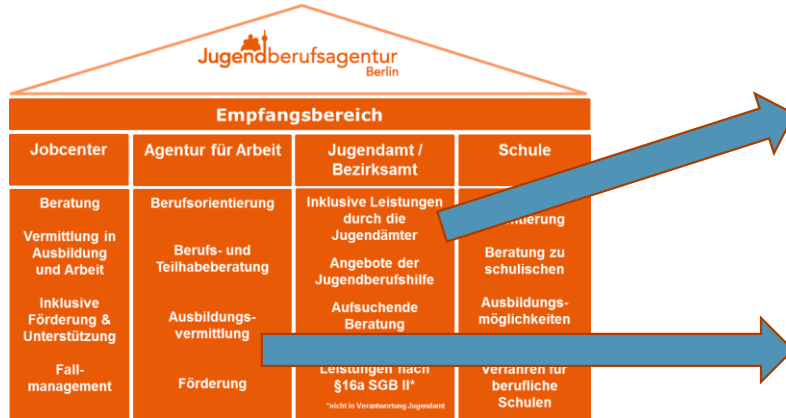 Jugendberufsagentur
Berlin
Empfangsbereich
Jobcenter
Agentur für Arbeit
Jugendamt /
Bezirksamt
Schule
Beratung
Vermittlung in
Ausbildung
und Arbeit
Inklusive
Förderung &
Unterstützung
Fall-
management
Berufsorientierung
Berufs- und
Teilhabeberatung
Ausbildungs-
vermittlung
Förderung
Inklusive Leistungen
durch die
Jugendämter
Angebote der
Jugendberufshilfe
Aufsuchende
Beratung
Leistungen nach
§16a SGB II*
*nicht in Verantwortung Jugendamt
Beratung zu
schulischen
Ausbildungs-
möglichkeiten
Verfahren für
berufliche
Schulen